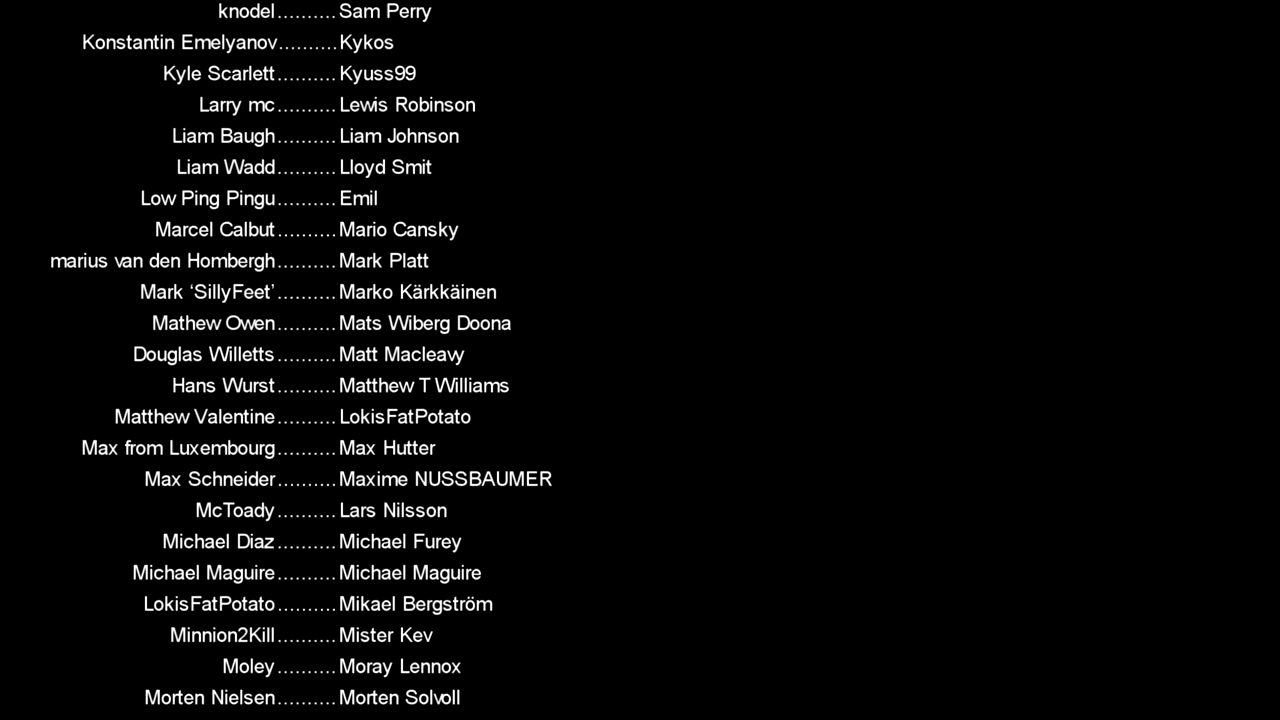 knodel..........Sam Perry
Konstantin Emelyanov..........Kykos
Kyle Scarlett..........Kyuss99
Larry mc..........Lewis Robinson
Liam Baugh..........Liam Johnson
Liam Wadd..........Lloyd Smit
Low Ping Pingu..........Emil
Marcel Calbut..........Mario Cansky
marius van den Hombergh..........Mark Platt
Mark ‘SillyFeet’..........Marko Kärkkäinen
Mathew Owen..........Mats Wiberg Doona
Douglas Willetts..........Matt Macleavy
Hans Wurst..........Matthew T Williams
Matthew Valentine..........LokisFatPotato
Max from Luxembourg..........Max Hutter
Max Schneider..........Maxime NUSSBAUMER
McToady..........Lars Nilsson
Michael Diaz..........Michael Furey
Michael Maguire..........Michael Maguire
LokisFatPotato..........Mikael Bergström
Minnion2Kill..........Mister Kev
Moley..........Moray Lennox
Morten Nielsen..........Morten Solvoll